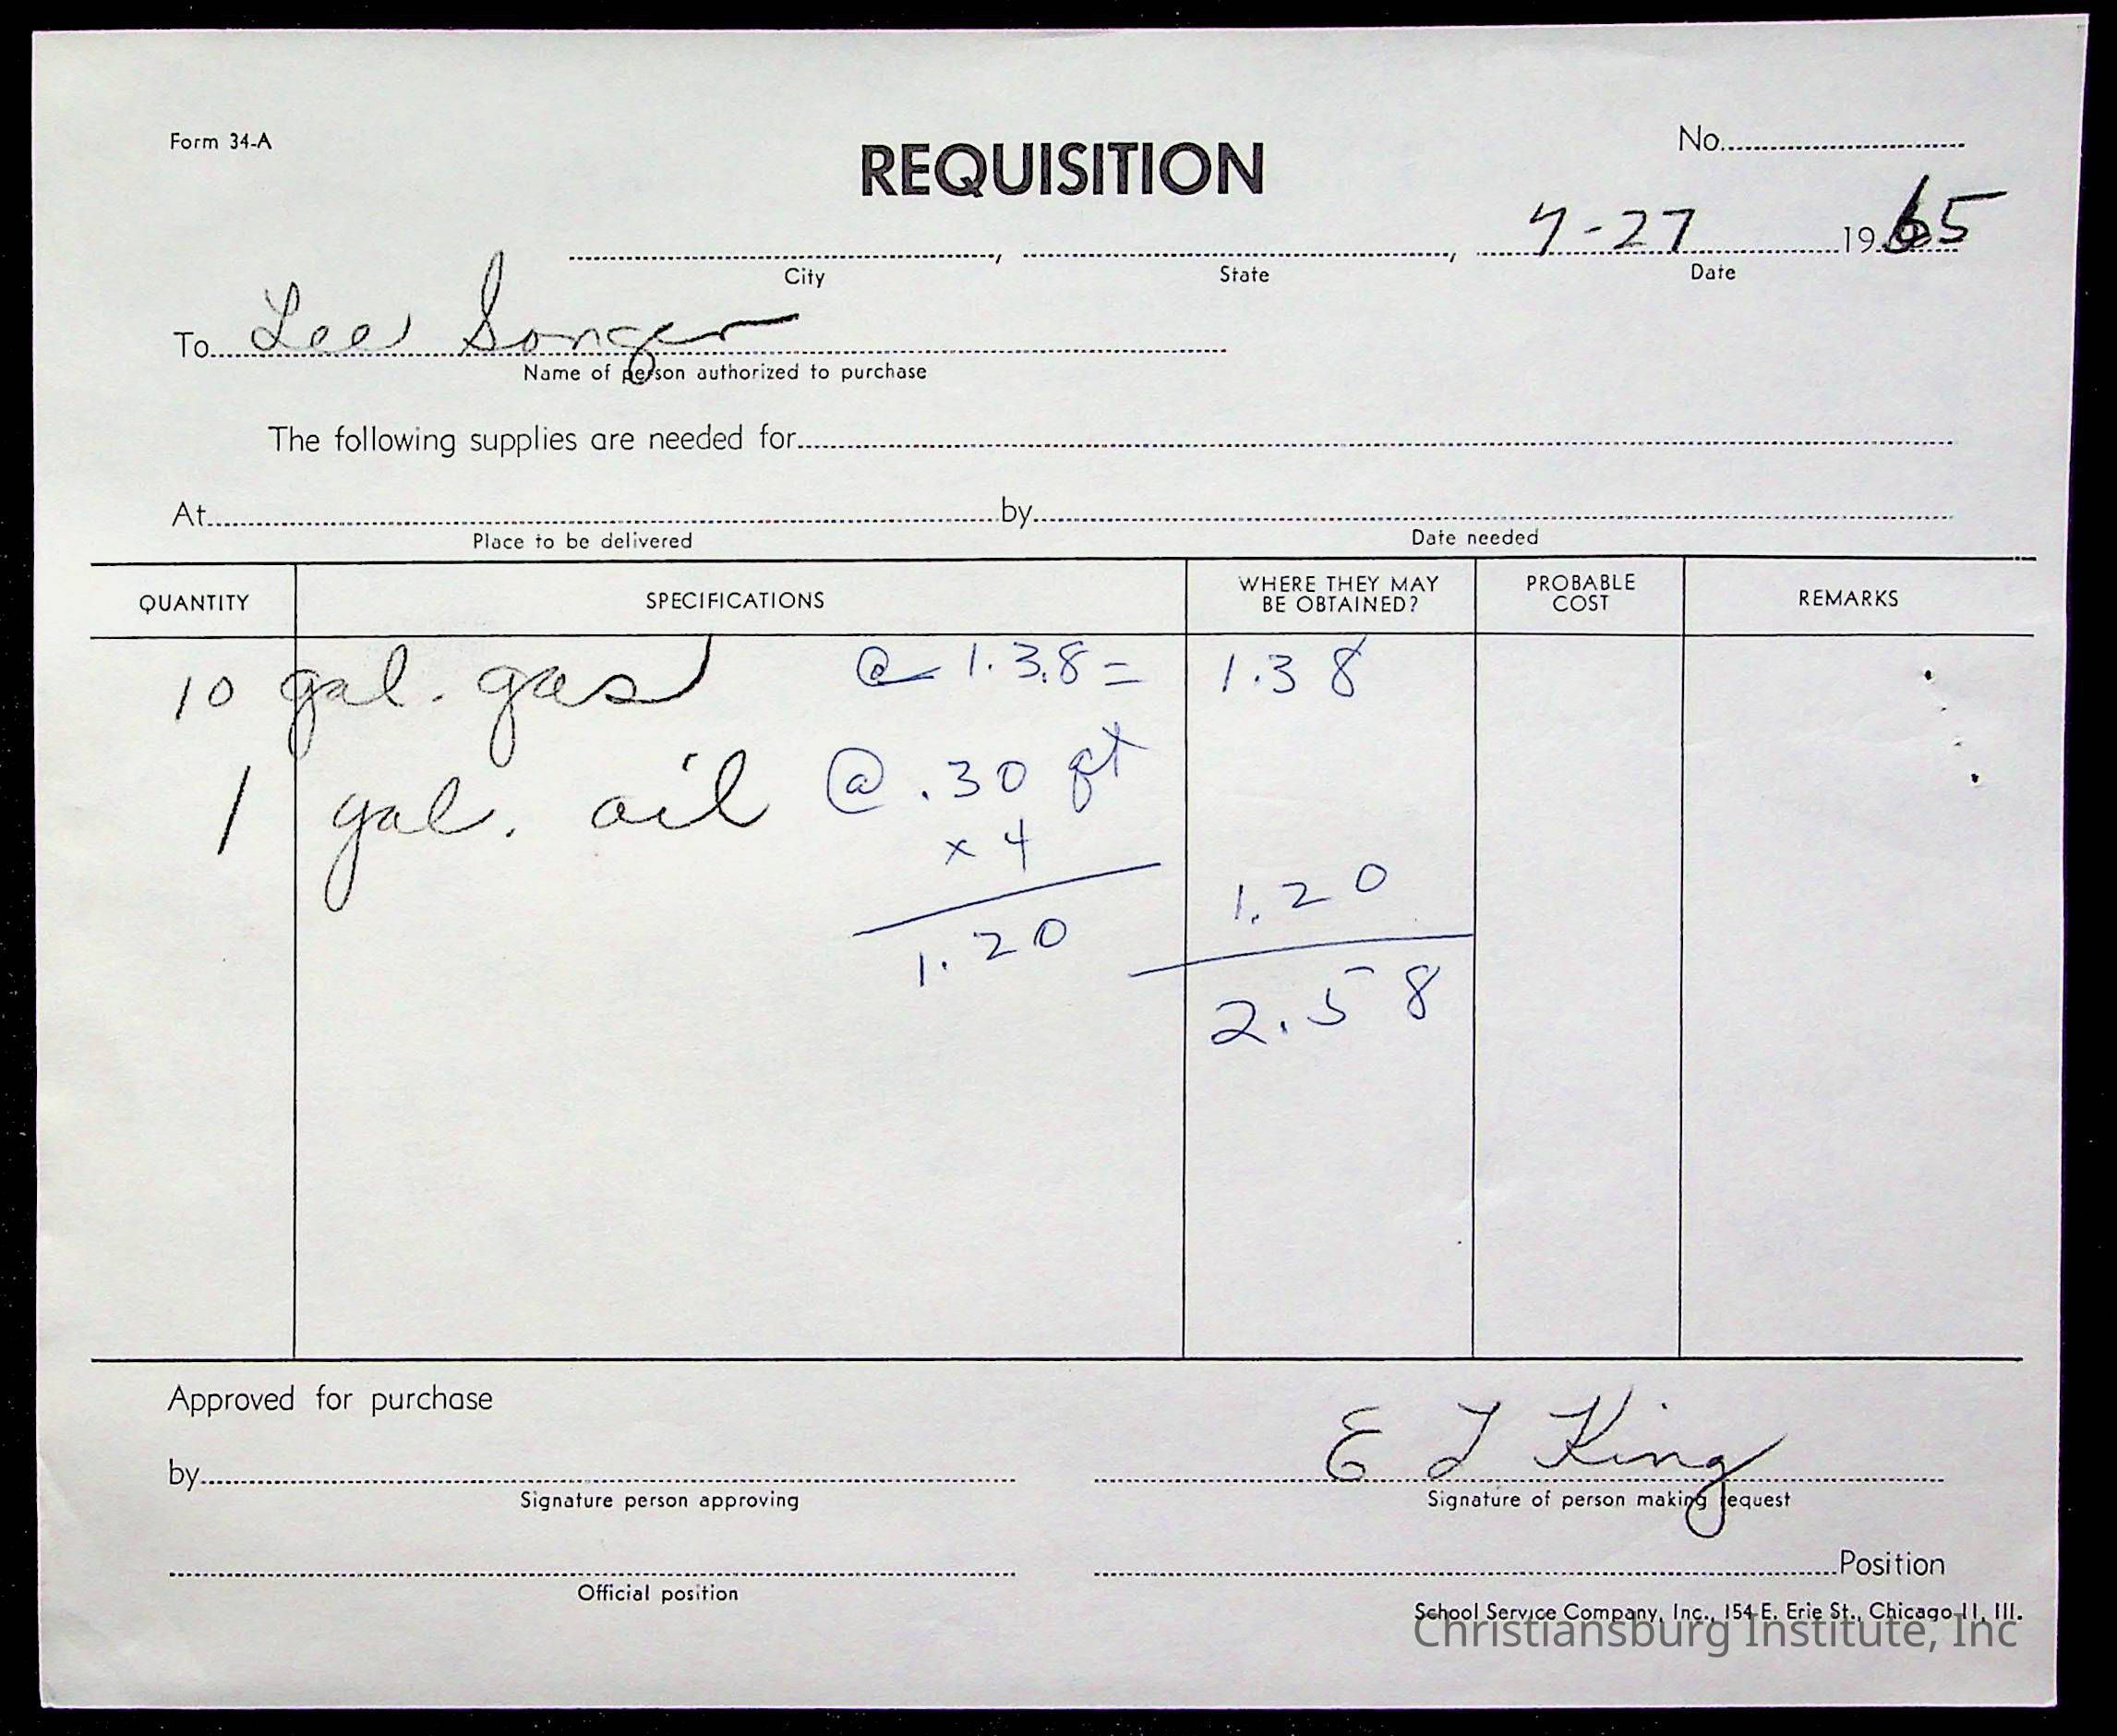 Form 34-A
REQUISITION
No.
7-27 1965
City State Date
To Lee Songer
Name of person authorized to purchase
The following supplies are needed for
At by
Place to be delivered Date needed
QUANTITY SPECIFICATIONS WHERE THEY MAY BE OBTAINED? PROBABLE COST REMARKS
10 gal. gas @ 1.3.8 = 1.38
1 gal. oil @ .30 qt
x 4
1.20 1.20
2.58
Approved for purchase
E T King
by
Signature person approving Signature of person making request
Position
Official position
School Service Company, Inc., 154 E. Erie St., Chicago 11, Ill.
Christiansburg Institute, Inc